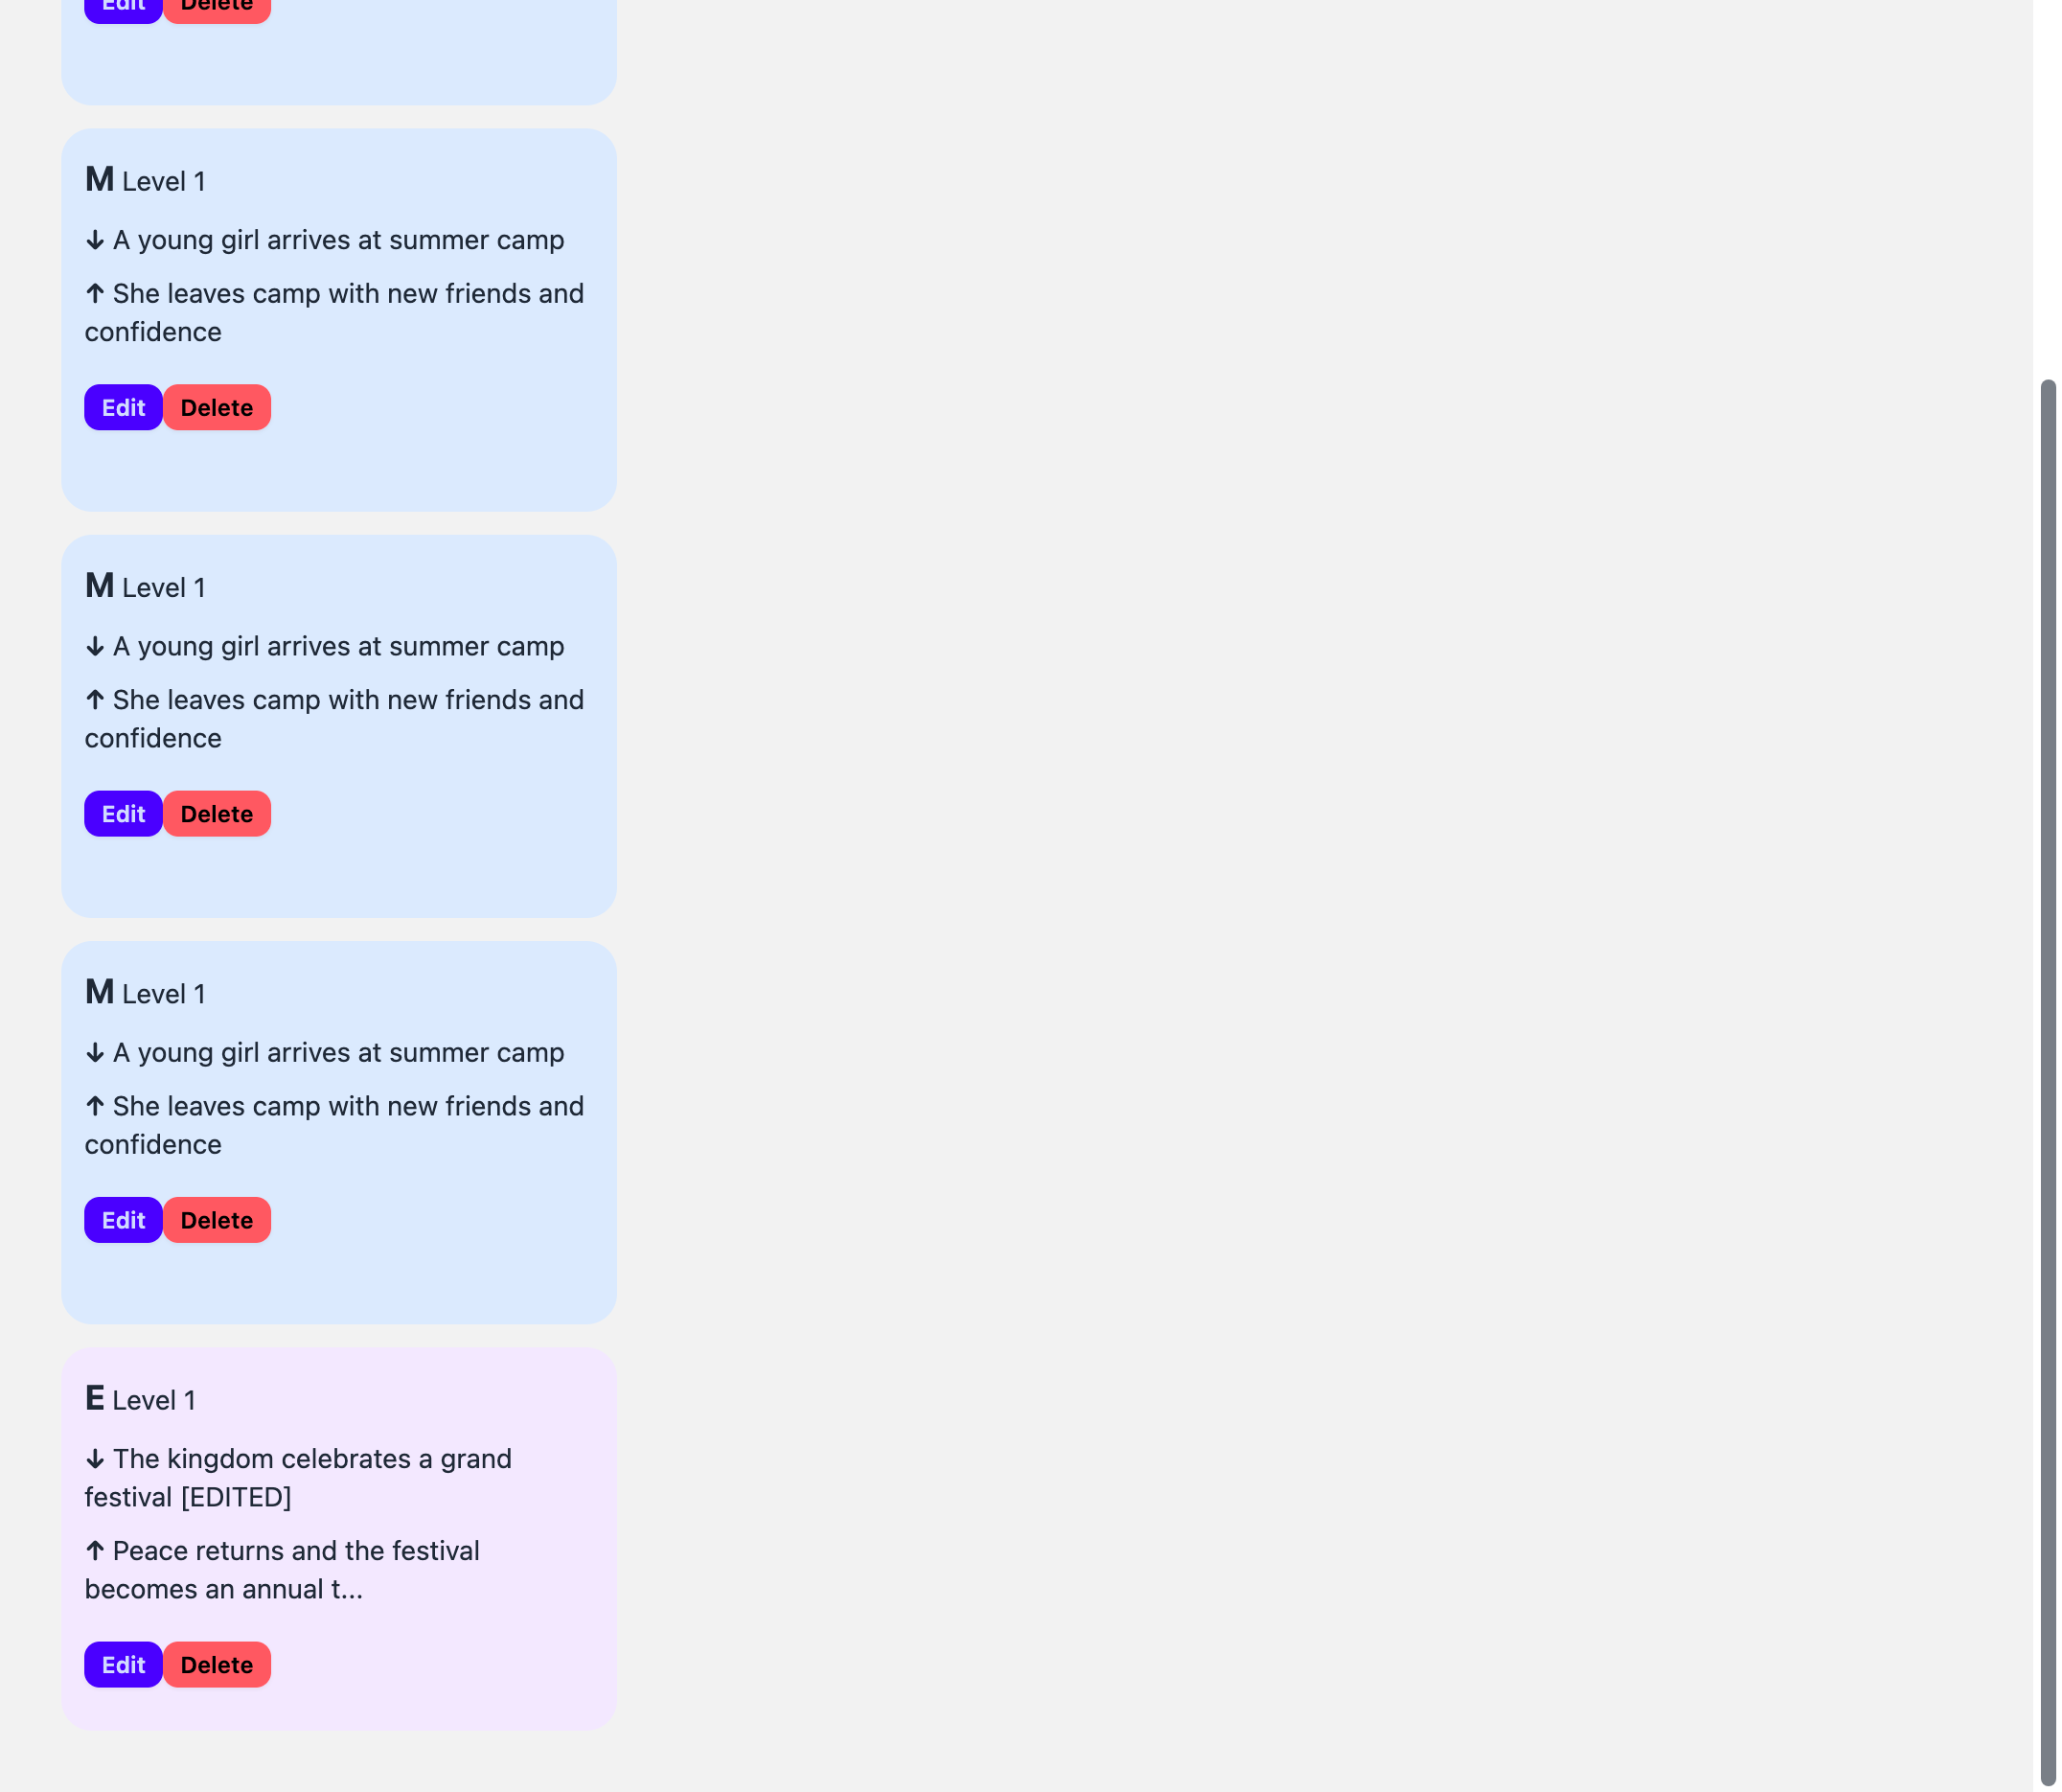 Edit Delete
M Level 1
↓ A young girl arrives at summer camp
↑ She leaves camp with new friends and
confidence
Edit Delete
M Level 1
↓ A young girl arrives at summer camp
↑ She leaves camp with new friends and
confidence
Edit Delete
M Level 1
↓ A young girl arrives at summer camp
↑ She leaves camp with new friends and
confidence
Edit Delete
E Level 1
↓ The kingdom celebrates a grand
festival [EDITED]
↑ Peace returns and the festival
becomes an annual t...
Edit Delete